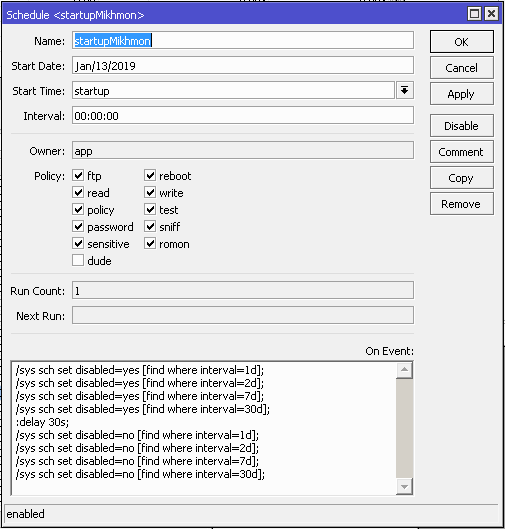 Schedule <startupMikhmon>
Name: startupMikhmon
OK
Start Date: Jan/13/2019
Cancel
Start Time: startup
Apply
Interval: 00:00:00
Disable
Owner: app
Comment
Policy: ftp reboot
Copy
read write
Remove
policy test
password sniff
sensitive romon
dude
Run Count: 1
Next Run:
On Event:
/sys sch set disabled=yes [find where interval=1d];
/sys sch set disabled=yes [find where interval=2d];
/sys sch set disabled=yes [find where interval=7d];
/sys sch set disabled=yes [find where interval=30d];
:delay 30s;
/sys sch set disabled=no [find where interval=1d];
/sys sch set disabled=no [find where interval=2d];
/sys sch set disabled=no [find where interval=7d];
/sys sch set disabled=no [find where interval=30d];
enabled